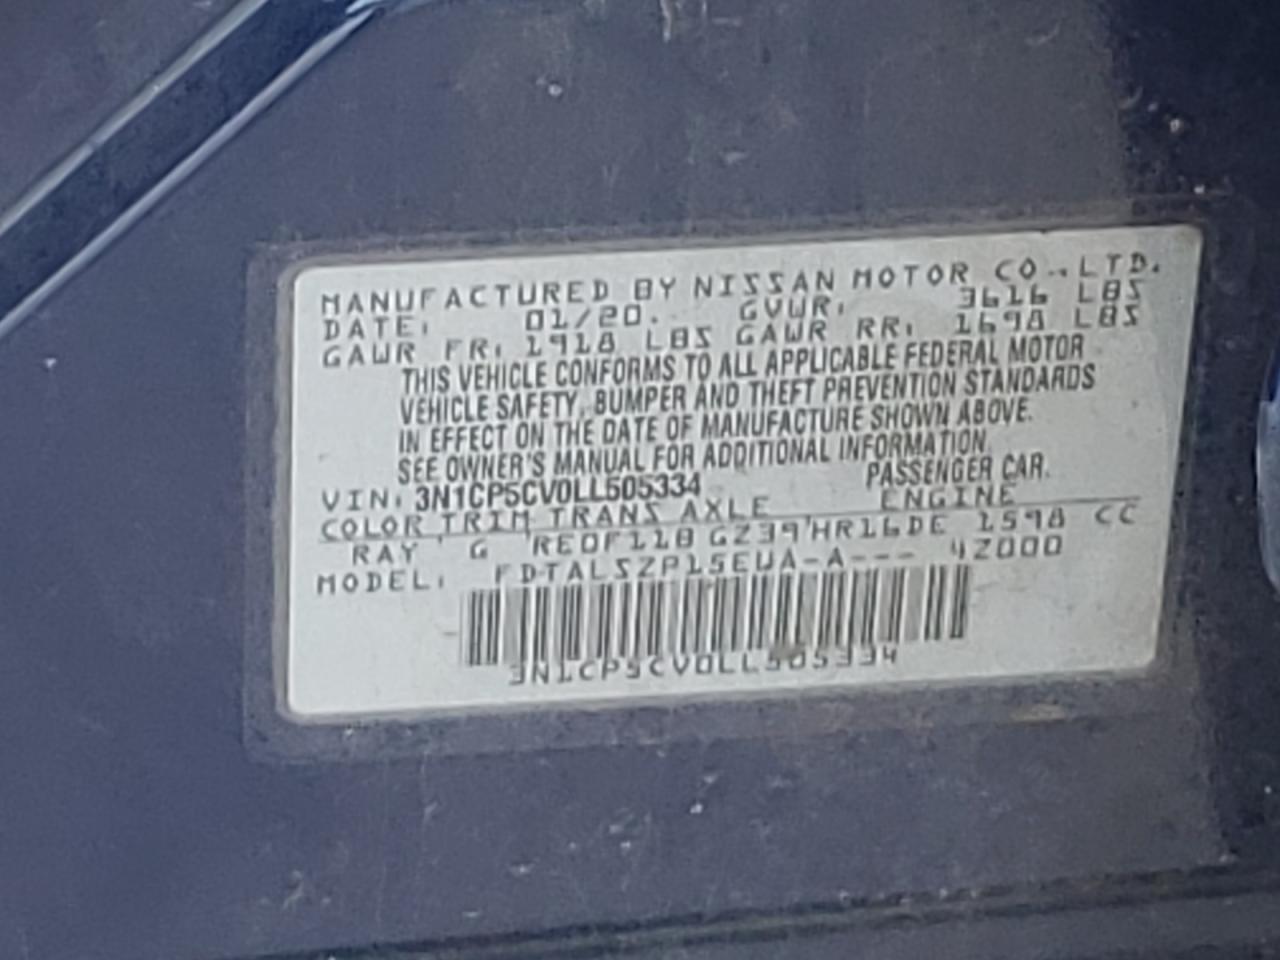 MANUFACTURED BY NISSAN MOTOR CO., LTD.
DATE: 01/20. GVWR: 3616 LBS
GAWR FR: 1918 LBS GAWR RR: 1698 LBS
THIS VEHICLE CONFORMS TO ALL APPLICABLE FEDERAL MOTOR
VEHICLE SAFETY, BUMPER AND THEFT PREVENTION STANDARDS
IN EFFECT ON THE DATE OF MANUFACTURE SHOWN ABOVE.
SEE OWNER'S MANUAL FOR ADDITIONAL INFORMATION
VIN: 3N1CP5CV0LL505334 PASSENGER CAR.
COLOR TRIM TRANS AXLE ENGINE
RAY G RE0F11B GZ39 HR16DE 1598 CC
MODEL: FDTALSZP15EUA-A--- 4Z000
3N1CP5CV0LL505334